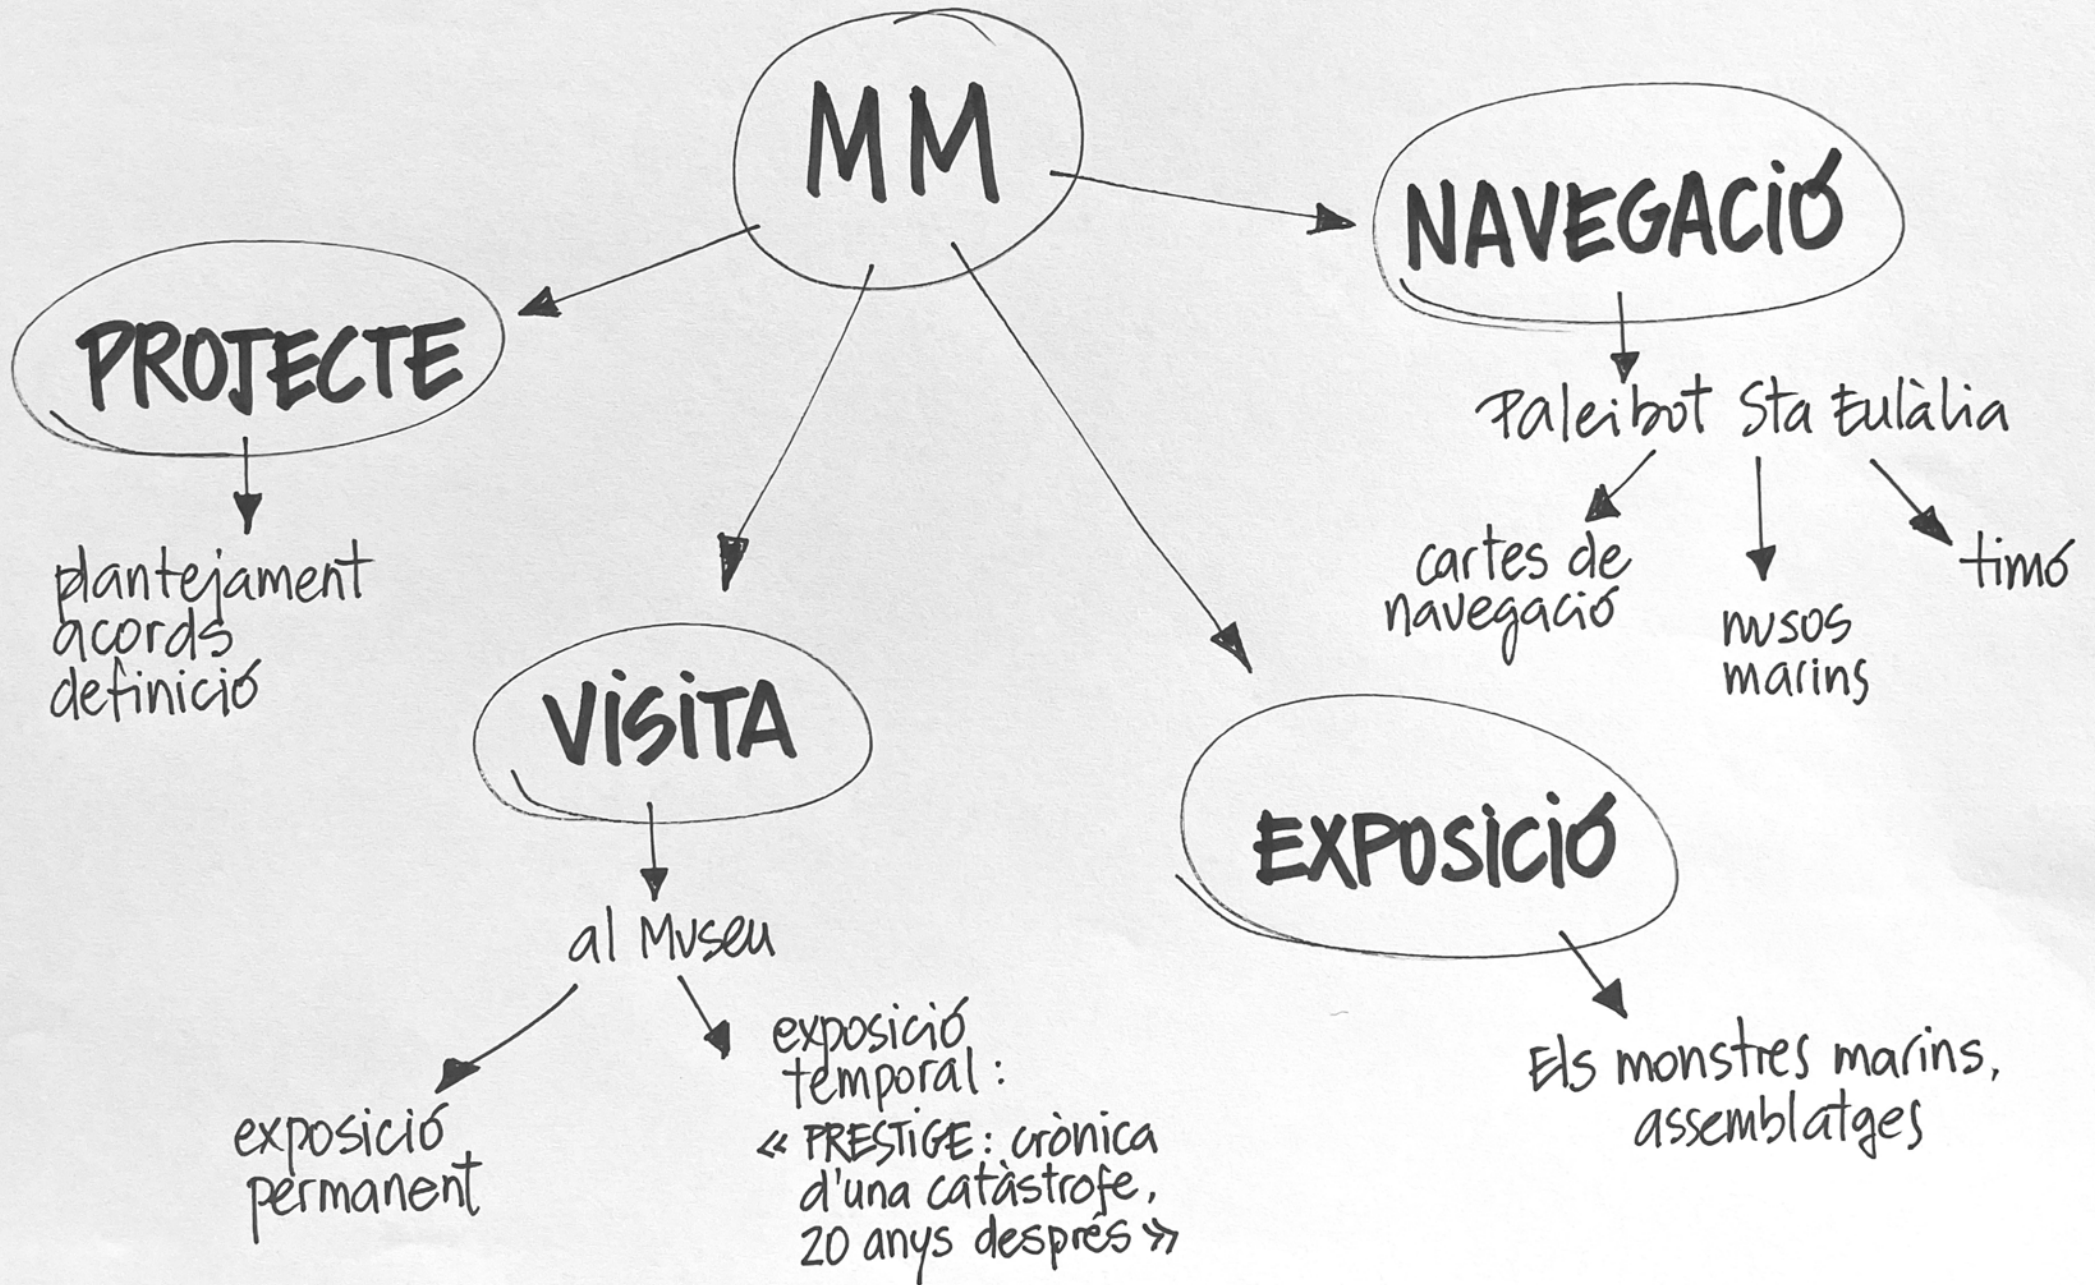 MM
PROJECTE
plantejament
acords
definició
VISITA
al Museu
exposició
permanent
exposició
temporal:
« PRESTIGE: crònica
d'una catàstrofe,
20 anys després »
EXPOSICIÓ
Els monstres marins,
assemblatges
NAVEGACIÓ
Paleibot Sta Eulàlia
cartes de
navegació
nusos
marins
timó